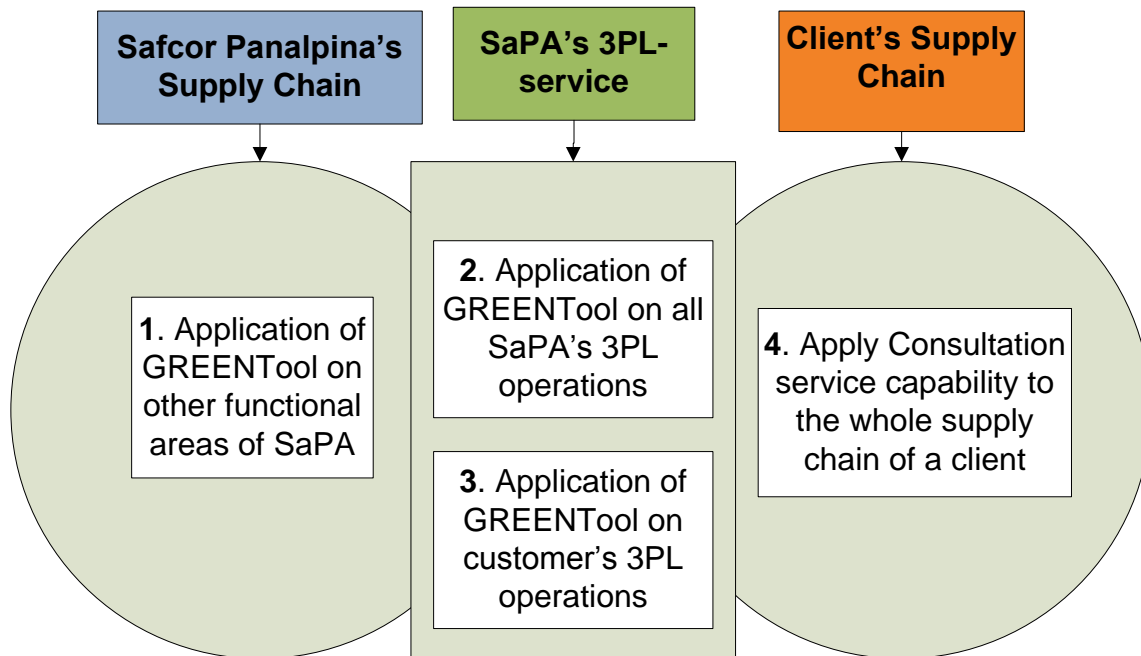 Safcor Panalpina’s
Supply Chain
SaPA’s 3PL-
service
Client’s Supply
Chain
1. Application of
GREENTool on
other functional
areas of SaPA
2. Application of
GREENTool on all
SaPA’s 3PL
operations
3. Application of
GREENTool on
customer’s 3PL
operations
4. Apply Consultation
service capability to
the whole supply
chain of a client